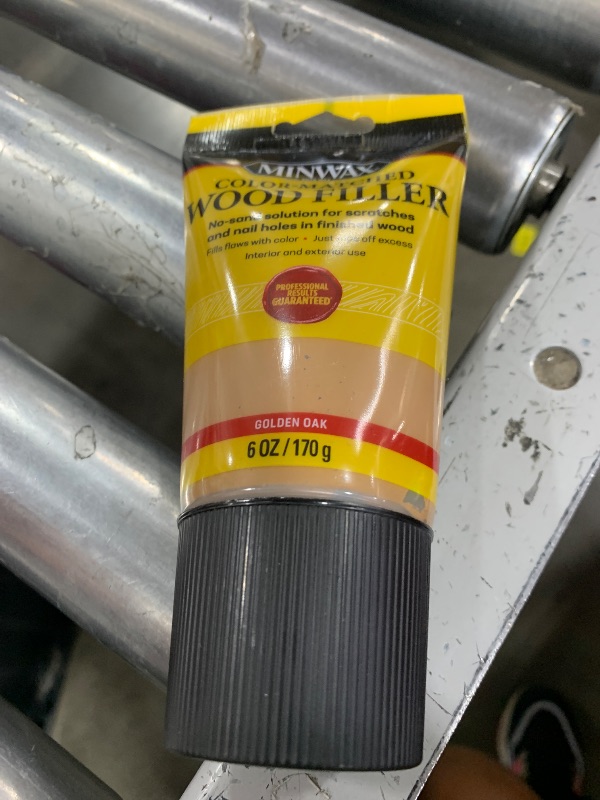 MINWAX
COLOR-MATCHED
WOOD FILLER
No-sand solution for scratches
and nail holes in finished wood
Fills flaws with color • Just wipe off excess
Interior and exterior use
PROFESSIONAL
RESULTS
GUARANTEED*
GOLDEN OAK
6 OZ / 170 g